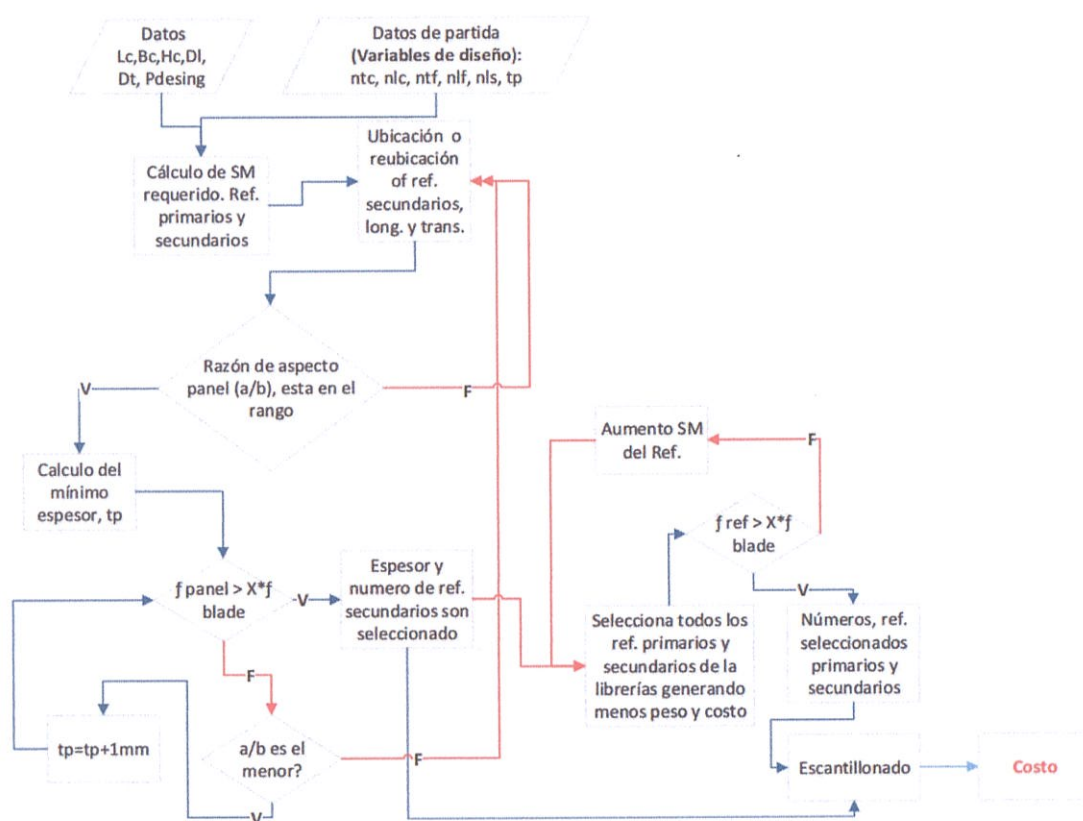 Datos
Lc,Bc,Hc,Dl,
Dt, Pdesing
Datos de partida
(Variables de diseño):
ntc, nlc, ntf, nlf, nls, tp
Cálculo de SM
requerido. Ref.
primarios y
secundarios
Ubicación o
reubicación
of ref.
secundarios,
long. y trans.
Razón de aspecto
panel (a/b), esta en el
rango
V
F
Calculo del
mínimo
espesor, tp
ƒ panel > X*ƒ
blade
V
F
Espesor y
numero de ref.
secundarios son
seleccionado
a/b es el
menor?
F
V
tp=tp+1mm
Aumento SM
del Ref.
F
ƒ ref > X*ƒ
blade
V
Selecciona todos los
ref. primarios y
secundarios de la
librerías generando
menos peso y costo
Números, ref.
seleccionados
primarios y
secundarios
Escantillonado
Costo